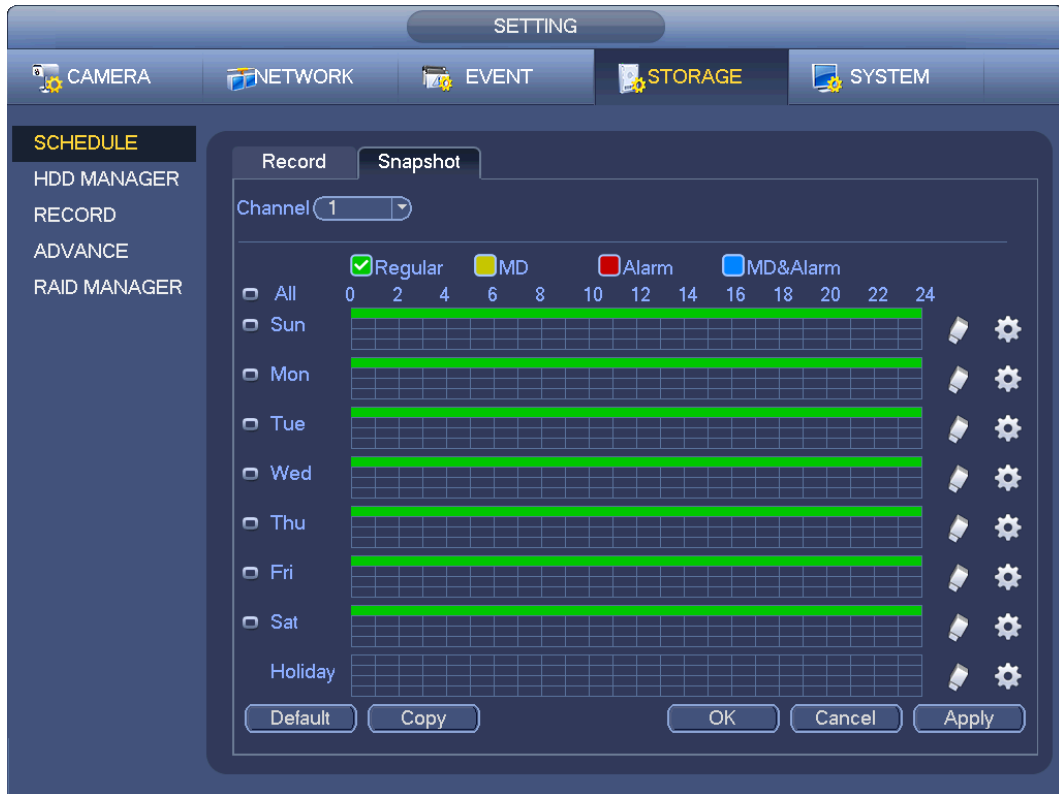 SETTING
CAMERA NETWORK EVENT STORAGE SYSTEM
SCHEDULE
HDD MANAGER
RECORD
ADVANCE
RAID MANAGER
Record Snapshot
Channel 1
Regular MD Alarm MD&Alarm
All 0 2 4 6 8 10 12 14 16 18 20 22 24
Sun
Mon
Tue
Wed
Thu
Fri
Sat
Holiday
Default Copy OK Cancel Apply